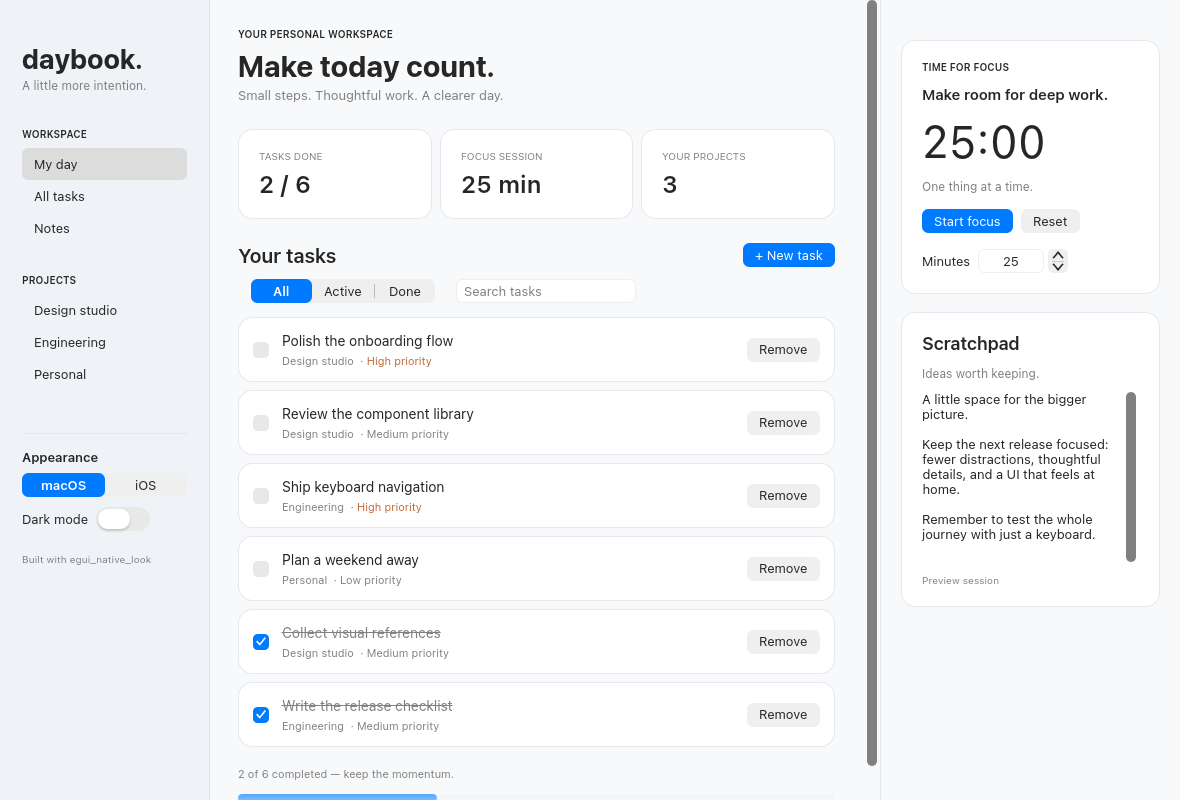 daybook.
A little more intention.
WORKSPACE
My day
All tasks
Notes
PROJECTS
Design studio
Engineering
Personal
Appearance
macOS iOS
Dark mode
Built with egui_native_look
YOUR PERSONAL WORKSPACE
Make today count.
Small steps. Thoughtful work. A clearer day.
TASKS DONE
2 / 6
FOCUS SESSION
25 min
YOUR PROJECTS
3
Your tasks
+ New task
All Active Done
Search tasks
Polish the onboarding flow
Design studio · High priority
Remove
Review the component library
Design studio · Medium priority
Remove
Ship keyboard navigation
Engineering · High priority
Remove
Plan a weekend away
Personal · Low priority
Remove
Collect visual references
Design studio · Medium priority
Remove
Write the release checklist
Engineering · Medium priority
Remove
2 of 6 completed — keep the momentum.
TIME FOR FOCUS
Make room for deep work.
25:00
One thing at a time.
Start focus Reset
Minutes 25
Scratchpad
Ideas worth keeping.
A little space for the bigger
picture.
Keep the next release focused:
fewer distractions, thoughtful
details, and a UI that feels at
home.
Remember to test the whole
journey with just a keyboard.
Preview session